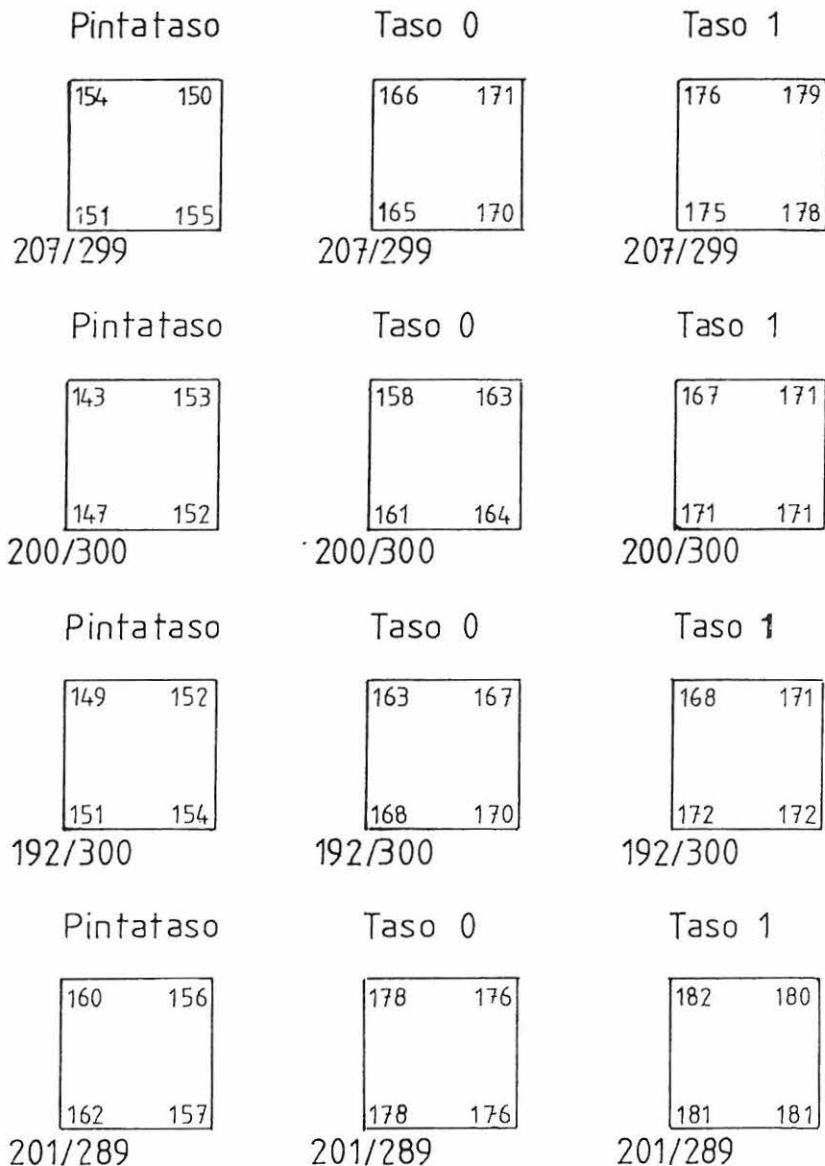 Pintataso Taso 0 Taso 1
154 150 166 171 176 179
151 155 165 170 175 178
207/299 207/299 207/299
Pintataso Taso 0 Taso 1
143 153 158 163 167 171
147 152 161 164 171 171
200/300 200/300 200/300
Pintataso Taso 0 Taso 1
149 152 163 167 168 171
151 154 168 170 172 172
192/300 192/300 192/300
Pintataso Taso 0 Taso 1
160 156 178 176 182 180
162 157 178 176 181 181
201/289 201/289 201/289